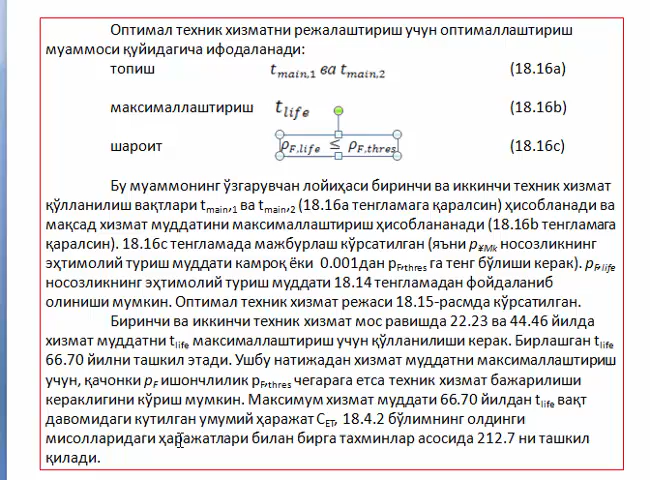 Оптимал техник хизматни режалаштириш учун оптималлаштириш
муаммоси қуйидагича ифодаланади:
топиш t_main,1 ва t_main,2 (18.16a)
максималлаштириш t_life (18.16b)
шароит ρ_F,life ≤ ρ_F,thres (18.16c)
Бу муаммонинг ўзгарувчан лойиҳаси биринчи ва иккинчи техник хизмат
қўлланилиш вақтлари t_main,1 ва t_main,2 (18.16a тенгламага қаралсин) ҳисобланади ва
мақсад хизмат муддатини максималлаштириш ҳисоблананади (18.16b тенгламага
қаралсин). 18.16c тенгламада мажбурлаш кўрсатилган (яъни p_¥Mk носозликнинг
эҳтимолий туриш муддати камроқ ёки 0.001дан p_F,thres га тенг бўлиши керак). p_F,life
носозликнинг эҳтимолий туриш муддати 18.14 тенгламадан фойдаланиб
олиниши мумкин. Оптимал техник хизмат режаси 18.15-расмда кўрсатилган.
Биринчи ва иккинчи техник хизмат мос равишда 22.23 ва 44.46 йилда
хизмат муддатни t_life максималлаштириш учун қўлланилиши керак. Бирлашган t_life
66.70 йилни ташкил этади. Ушбу натижадан хизмат муддатни максималлаштириш
учун, қачонки p_F ишончлилик p_F,thres чегарага етса техник хизмат бажарилиши
кераклигини кўриш мумкин. Максимум хизмат муддати 66.70 йилдан t_life вақт
давомидаги кутилган умумий ҳаражат C_ET, 18.4.2 бўлимнинг олдинги
мисолларидаги ҳаражатлари билан бирга тахминлар асосида 212.7 ни ташкил
қилади.